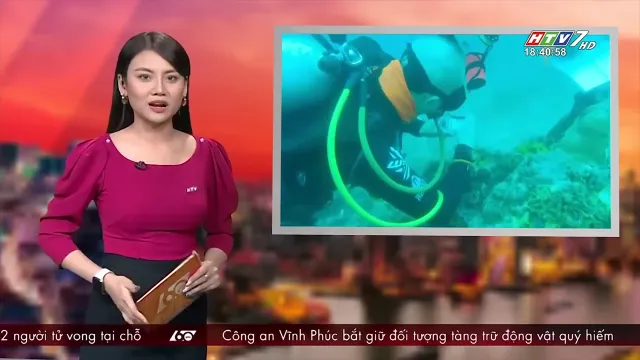 HTV7 HD
18:40:58
HTV
2 người tử vong tại chỗ
60
Công an Vĩnh Phúc bắt giữ đối tượng tàng trữ động vật quý hiếm